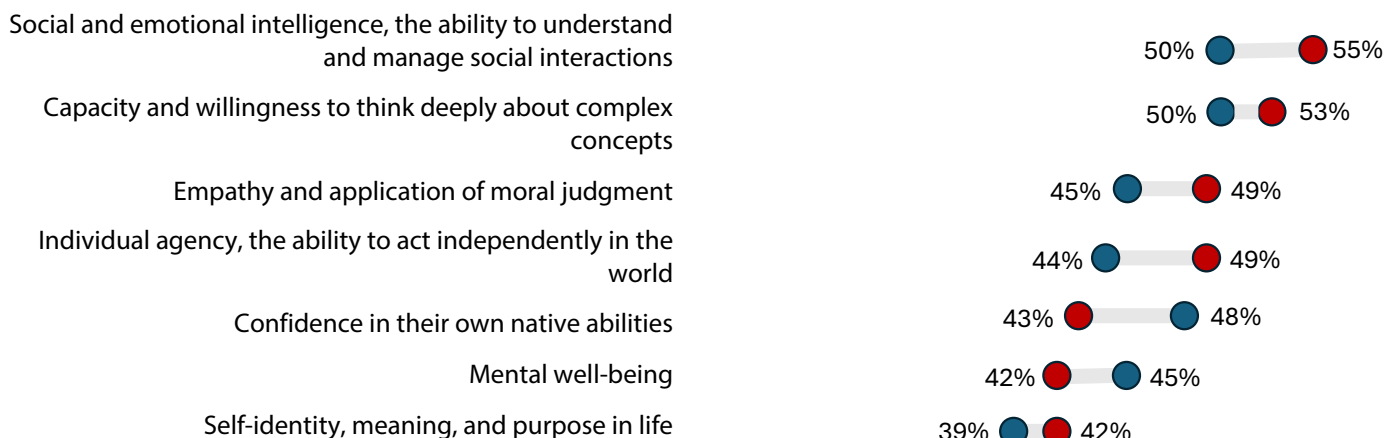 Social and emotional intelligence, the ability to understand
and manage social interactions
50% 55%
Capacity and willingness to think deeply about complex
concepts
50% 53%
Empathy and application of moral judgment
45% 49%
Individual agency, the ability to act independently in the
world
44% 49%
Confidence in their own native abilities
43% 48%
Mental well-being
42% 45%
Self-identity, meaning, and purpose in life
39% 42%